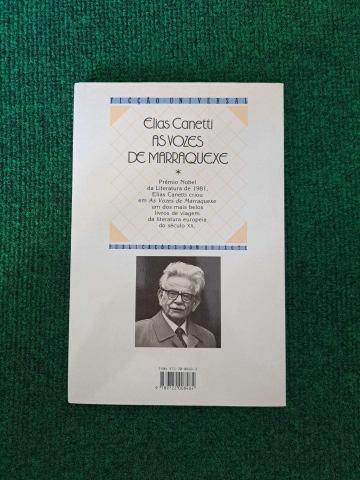 FICÇÃO UNIVERSAL
Elias Canetti
AS VOZES
DE MARRAQUEXE
*
Prémio Nobel
da Literatura de 1981,
Elias Canetti criou
em As Vozes de Marraquexe
um dos mais belos
livros de viagem
da literatura europeia
do século XX.
PUBLICAÇÕES DOM QUIXOTE